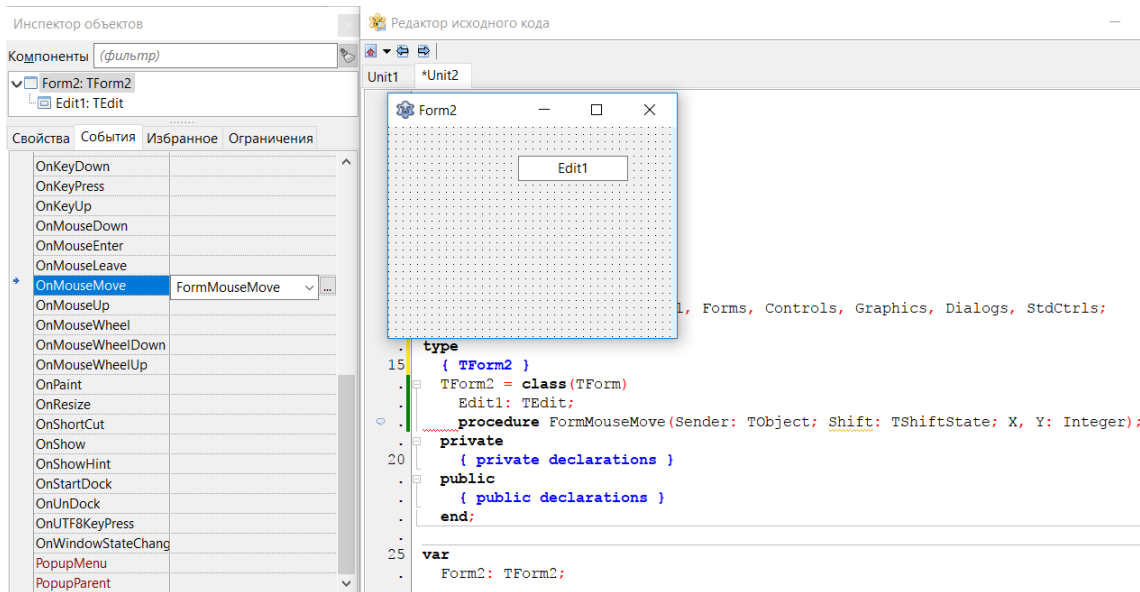 Инспектор объектов
Компоненты (фильтр)
Form2: TForm2
Edit1: TEdit
Свойства События Избранное Ограничения
OnKeyDown
OnKeyPress
OnKeyUp
OnMouseDown
OnMouseEnter
OnMouseLeave
OnMouseMove FormMouseMove ...
OnMouseUp
OnMouseWheel
OnMouseWheelDown
OnMouseWheelUp
OnPaint
OnResize
OnShortCut
OnShow
OnShowHint
OnStartDock
OnUnDock
OnUTF8KeyPress
OnWindowStateChang
PopupMenu
PopupParent
Редактор исходного кода
Unit1 *Unit2
Form2
Edit1
l, Forms, Controls, Graphics, Dialogs, StdCtrls;
. type
15 { TForm2 }
. TForm2 = class(TForm)
. Edit1: TEdit;
. procedure FormMouseMove(Sender: TObject; Shift: TShiftState; X, Y: Integer);
. private
20 { private declarations }
. public
. { public declarations }
. end;
.
25 var
. Form2: TForm2;